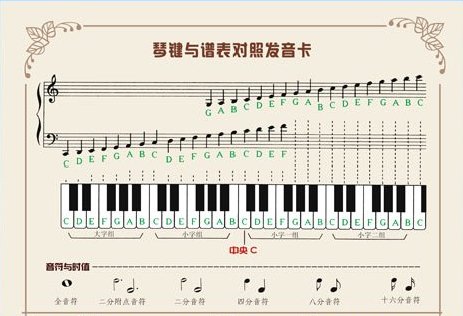 琴键与谱表对照发音卡
G A B C D E F G A B C D E F G A B C
C D E F G A B C D E F G A B C D E F
C D E F G A B C D E F G A B C D E F G A B C D E F G A B C
大字组 小字组 小字一组 小字二组
中央 C
音符与时值
全音符 二分附点音符 二分音符 四分音符 八分音符 十六分音符